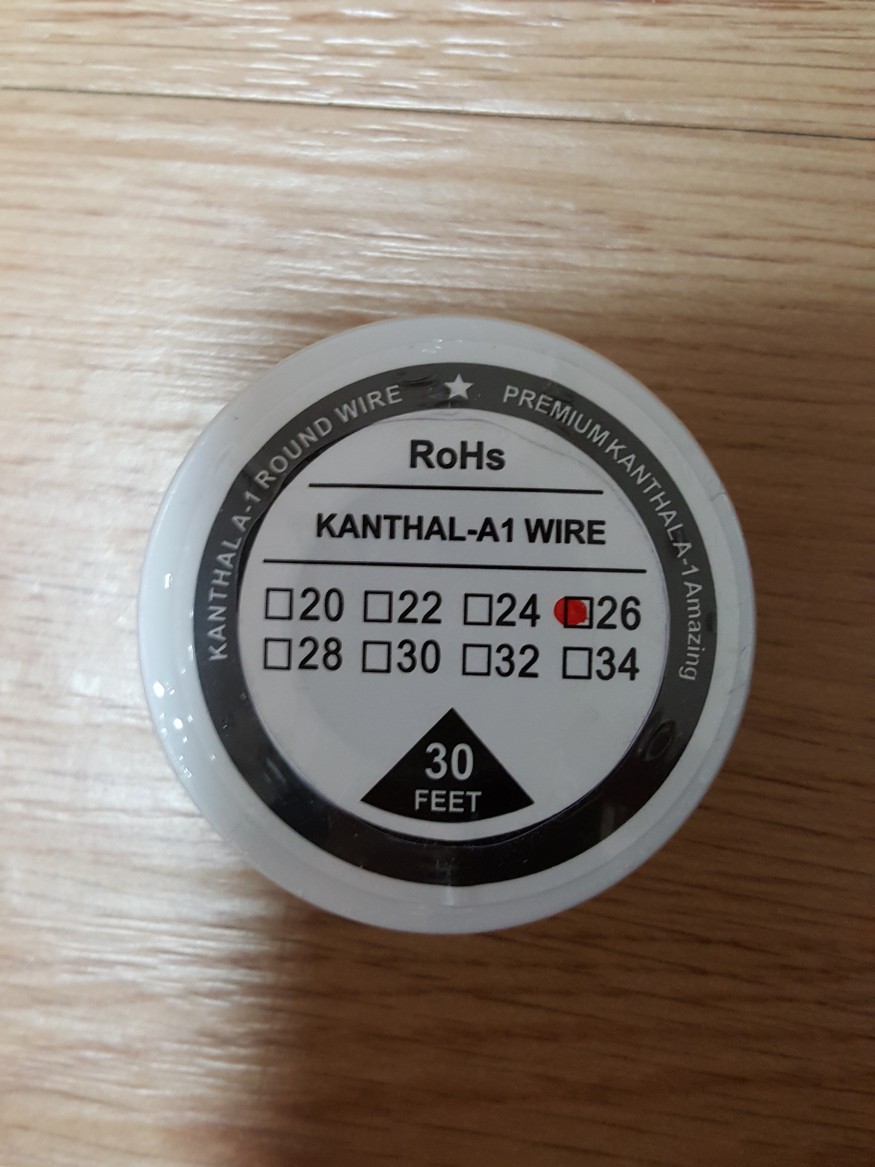 KANTHAL A-1 ROUND WIRE ★ PREMIUM KANTHAL A-1 Amazing
RoHs
KANTHAL-A1 WIRE
□20 □22 □24 □26
□28 □30 □32 □34
30
FEET